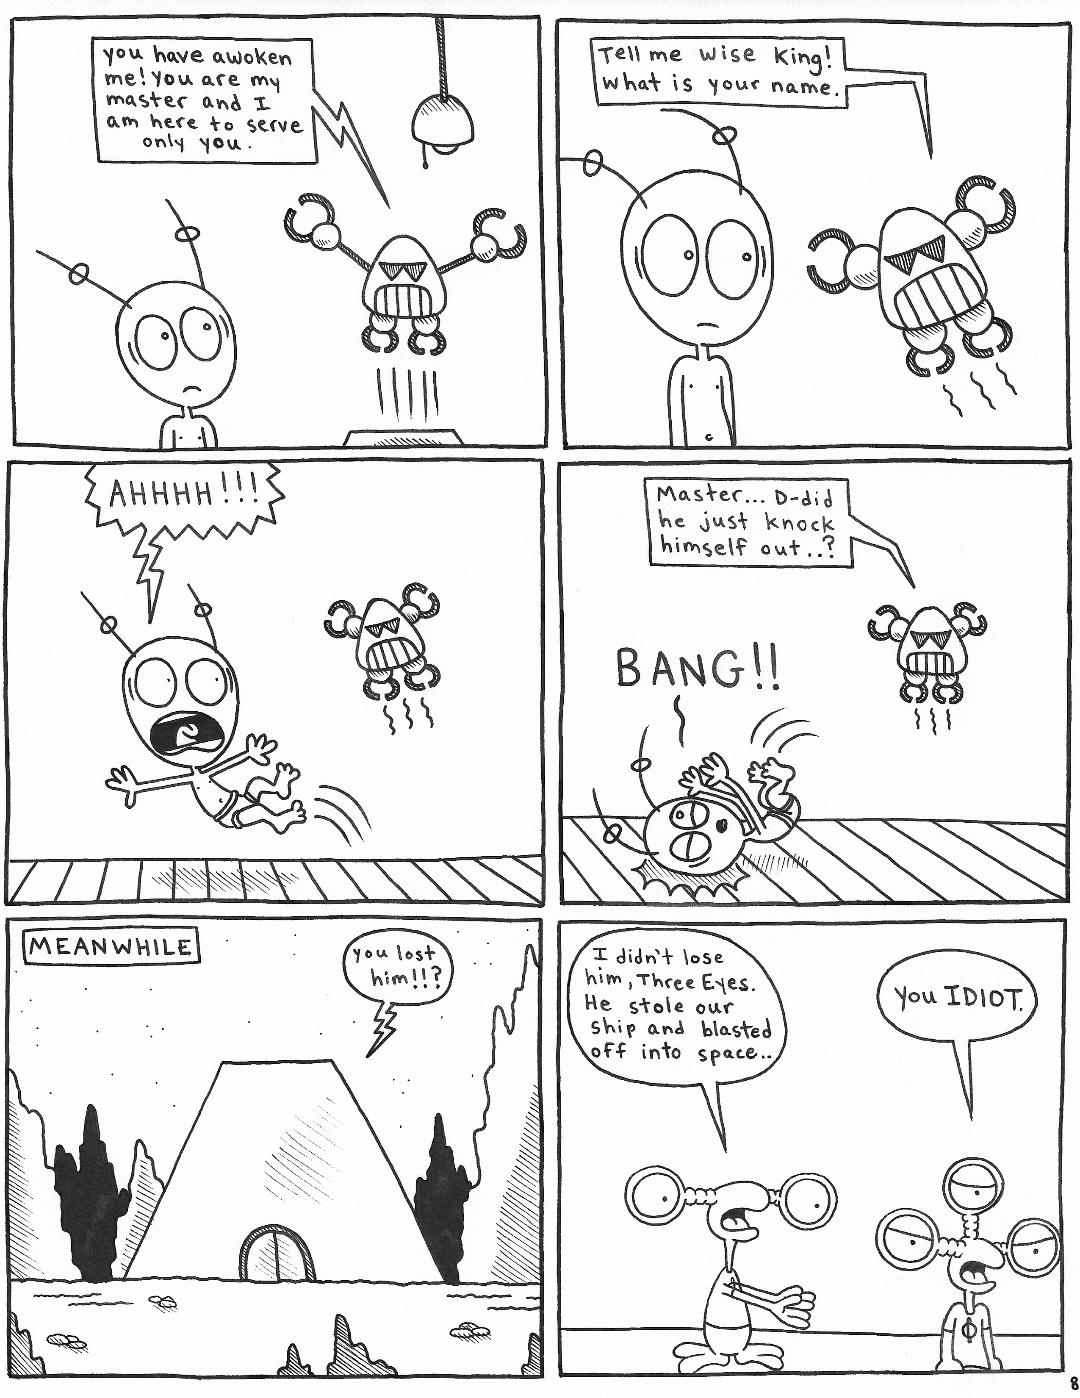 you have awoken
me! you are my
master and I
am here to serve
only you.
Tell me wise King!
What is your name.
AHHHH!!!
Master... D-did
he just knock
himself out..?
BANG!!
MEANWHILE
you lost
him!!?
I didn't lose
him, Three Eyes.
He stole our
ship and blasted
off into space..
You IDIOT.
8